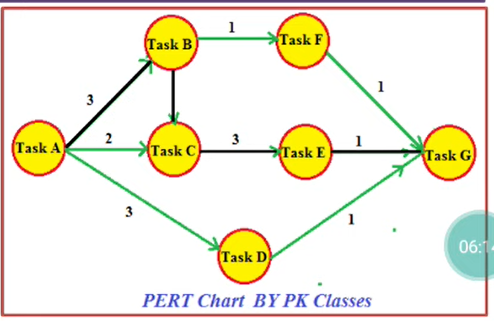 1
Task B
Task F
3
1
2
3
1
Task A
Task C
Task E
Task G
3
1
06:1
Task D
PERT Chart BY PK Classes